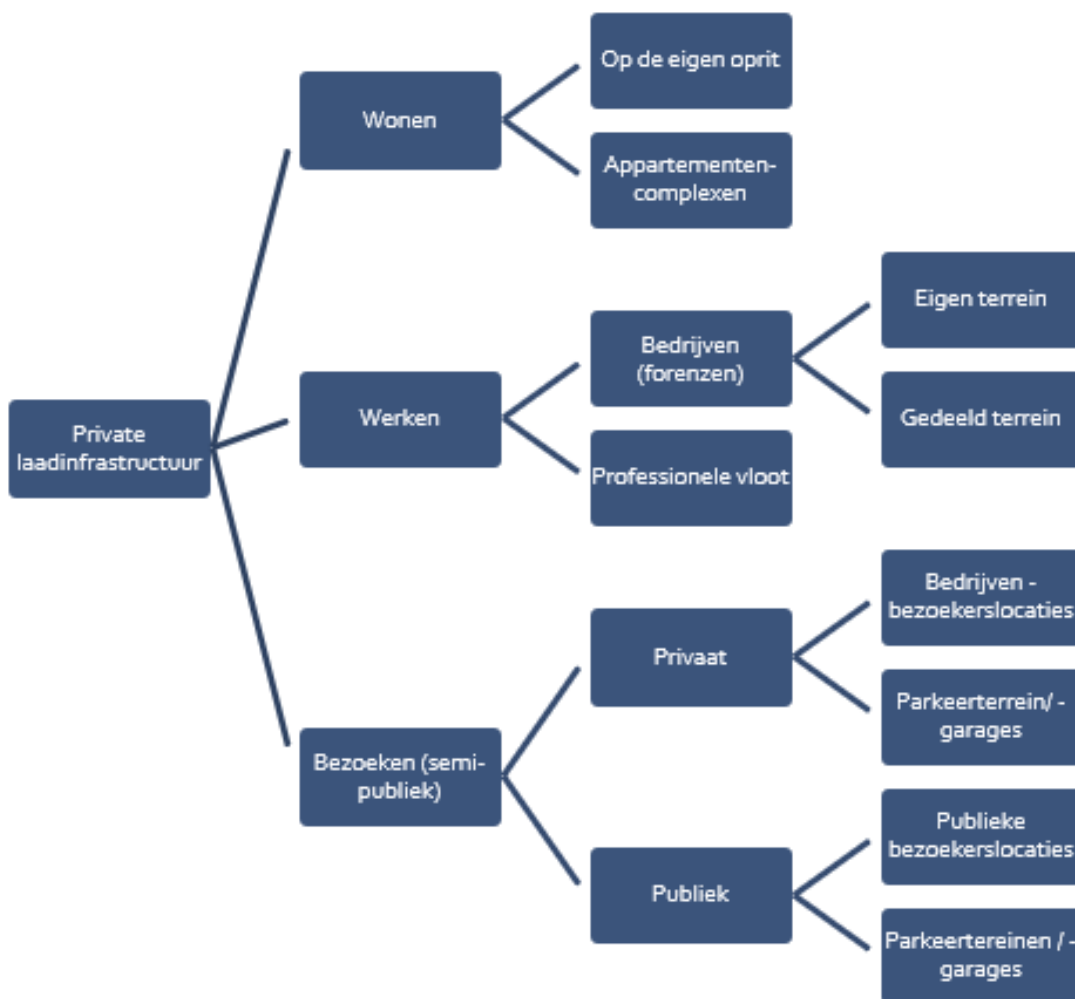 Op de eigen oprit
Wonen
Appartementen-
complexen
Eigen terrein
Bedrijven
(forenzen)
Gedeeld terrein
Werken
Private
laadinfrastructuur
Professionele vloot
Bedrijven -
bezoekerslocaties
Privaat
Parkeerterrein/ -
garages
Bezoeken (semi-
publiek)
Publieke
bezoekerslocaties
Publiek
Parkeertereinen / -
garages